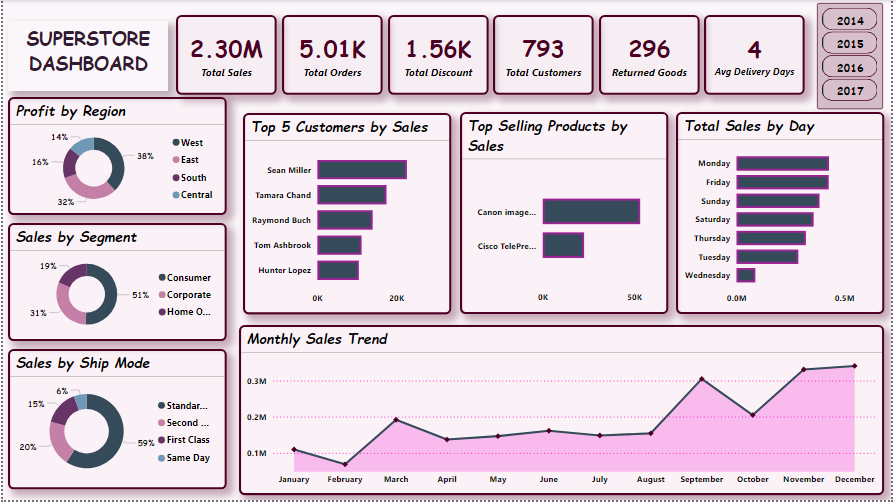 SUPERSTORE
DASHBOARD
2.30M
Total Sales
5.01K
Total Orders
1.56K
Total Discount
793
Total Customers
296
Returned Goods
4
Avg Delivery Days
2014
2015
2016
2017
Profit by Region
14%
16%
38%
32%
West
East
South
Central
Sales by Segment
19%
51%
31%
Consumer
Corporate
Home O...
Sales by Ship Mode
6%
15%
20%
59%
Standar...
Second ...
First Class
Same Day
Top 5 Customers by Sales
Sean Miller
Tamara Chand
Raymond Buch
Tom Ashbrook
Hunter Lopez
0K 20K
Top Selling Products by
Sales
Canon image...
Cisco TelePre...
0K 50K
Total Sales by Day
Monday
Friday
Sunday
Saturday
Thursday
Tuesday
Wednesday
0.0M 0.5M
Monthly Sales Trend
0.3M
0.2M
0.1M
January February March April May June July August September October November December